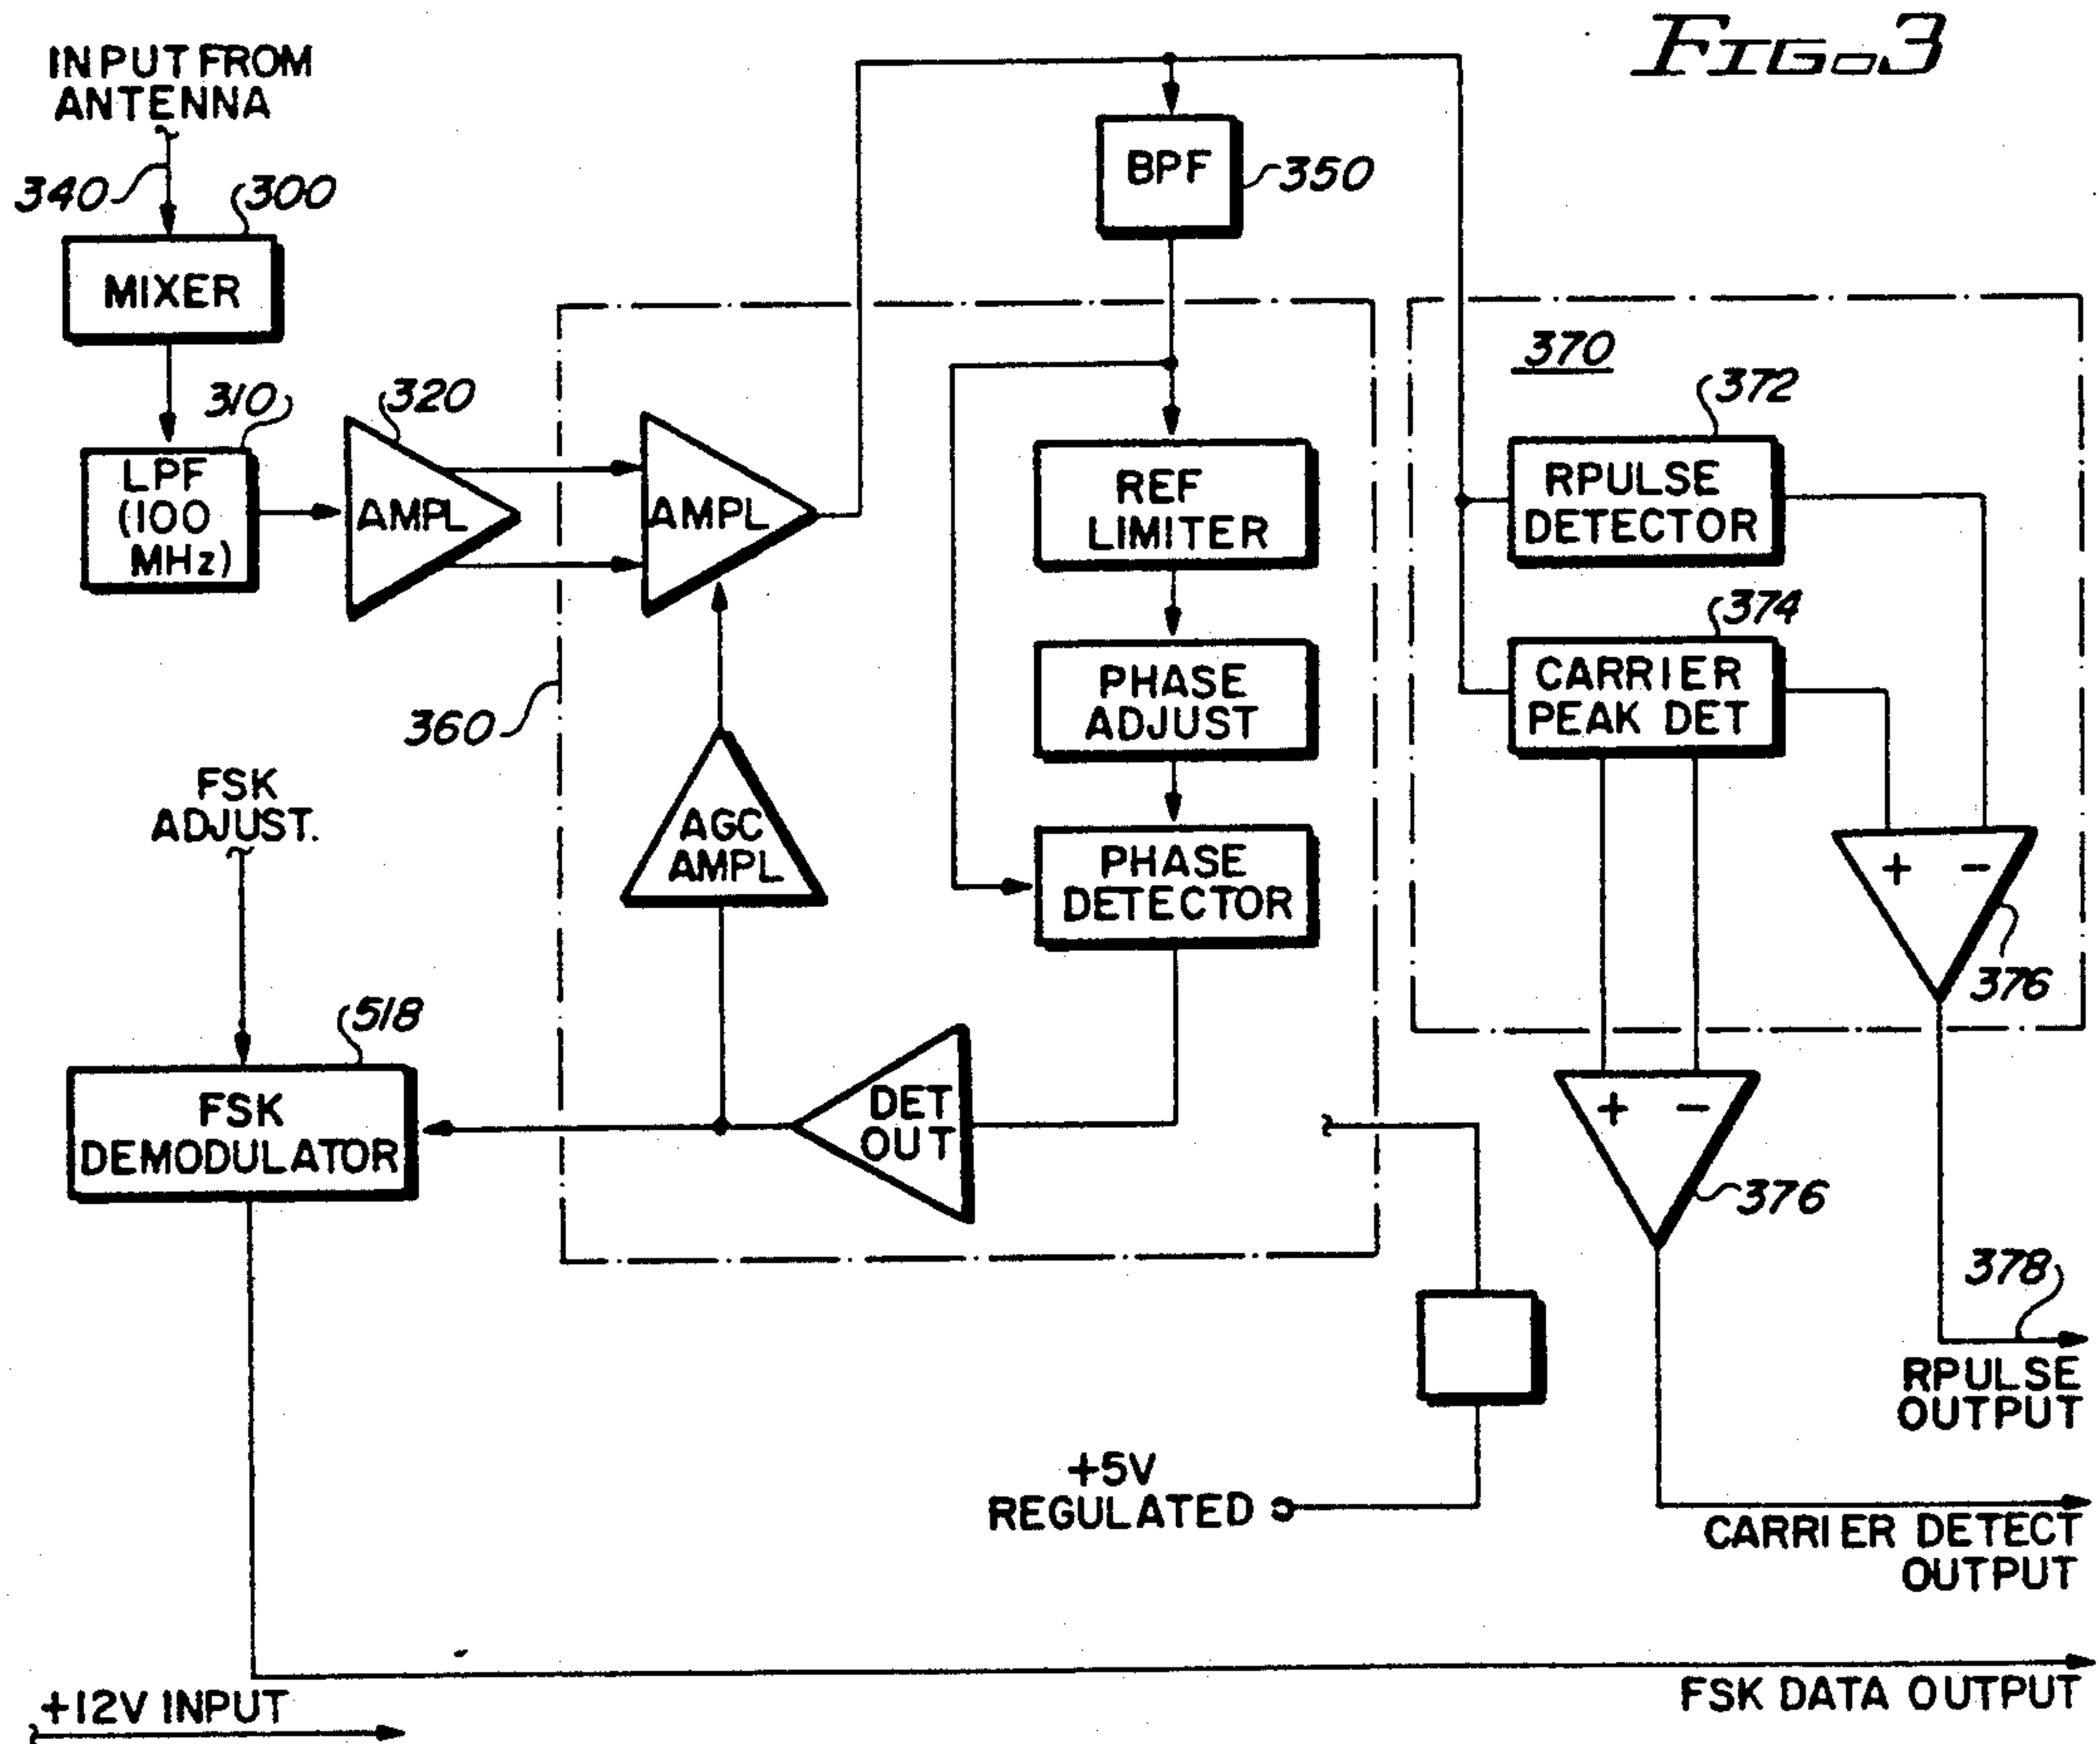 FIG. 3
INPUT FROM
ANTENNA
340
300
MIXER
BPF
350
310
LPF
(100
MHz)
320
AMPL
AMPL
360
REF
LIMITER
PHASE
ADJUST
PHASE
DETECTOR
AGC
AMPL
DET
OUT
370
372
RPULSE
DETECTOR
374
CARRIER
PEAK DET
+ -
376
+ -
376
FSK
ADJUST.
518
FSK
DEMODULATOR
378
RPULSE
OUTPUT
+5V
REGULATED
CARRIER DETECT
OUTPUT
FSK DATA OUTPUT
+12V INPUT